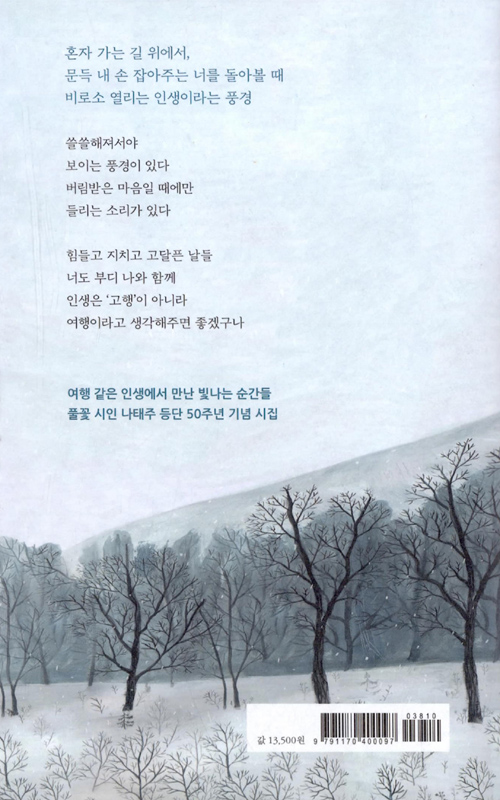 혼자 가는 길 위에서,
문득 내 손 잡아주는 너를 돌아볼 때
비로소 열리는 인생이라는 풍경
쓸쓸해져서야
보이는 풍경이 있다
버림받은 마음일 때에만
들리는 소리가 있다
힘들고 지치고 고달픈 날들
너도 부디 나와 함께
인생은 ‘고행’이 아니라
여행이라고 생각해주면 좋겠구나
여행 같은 인생에서 만난 빛나는 순간들
풀꽃 시인 나태주 등단 50주년 기념 시집
03810
값 13,500원
9 791170 400097